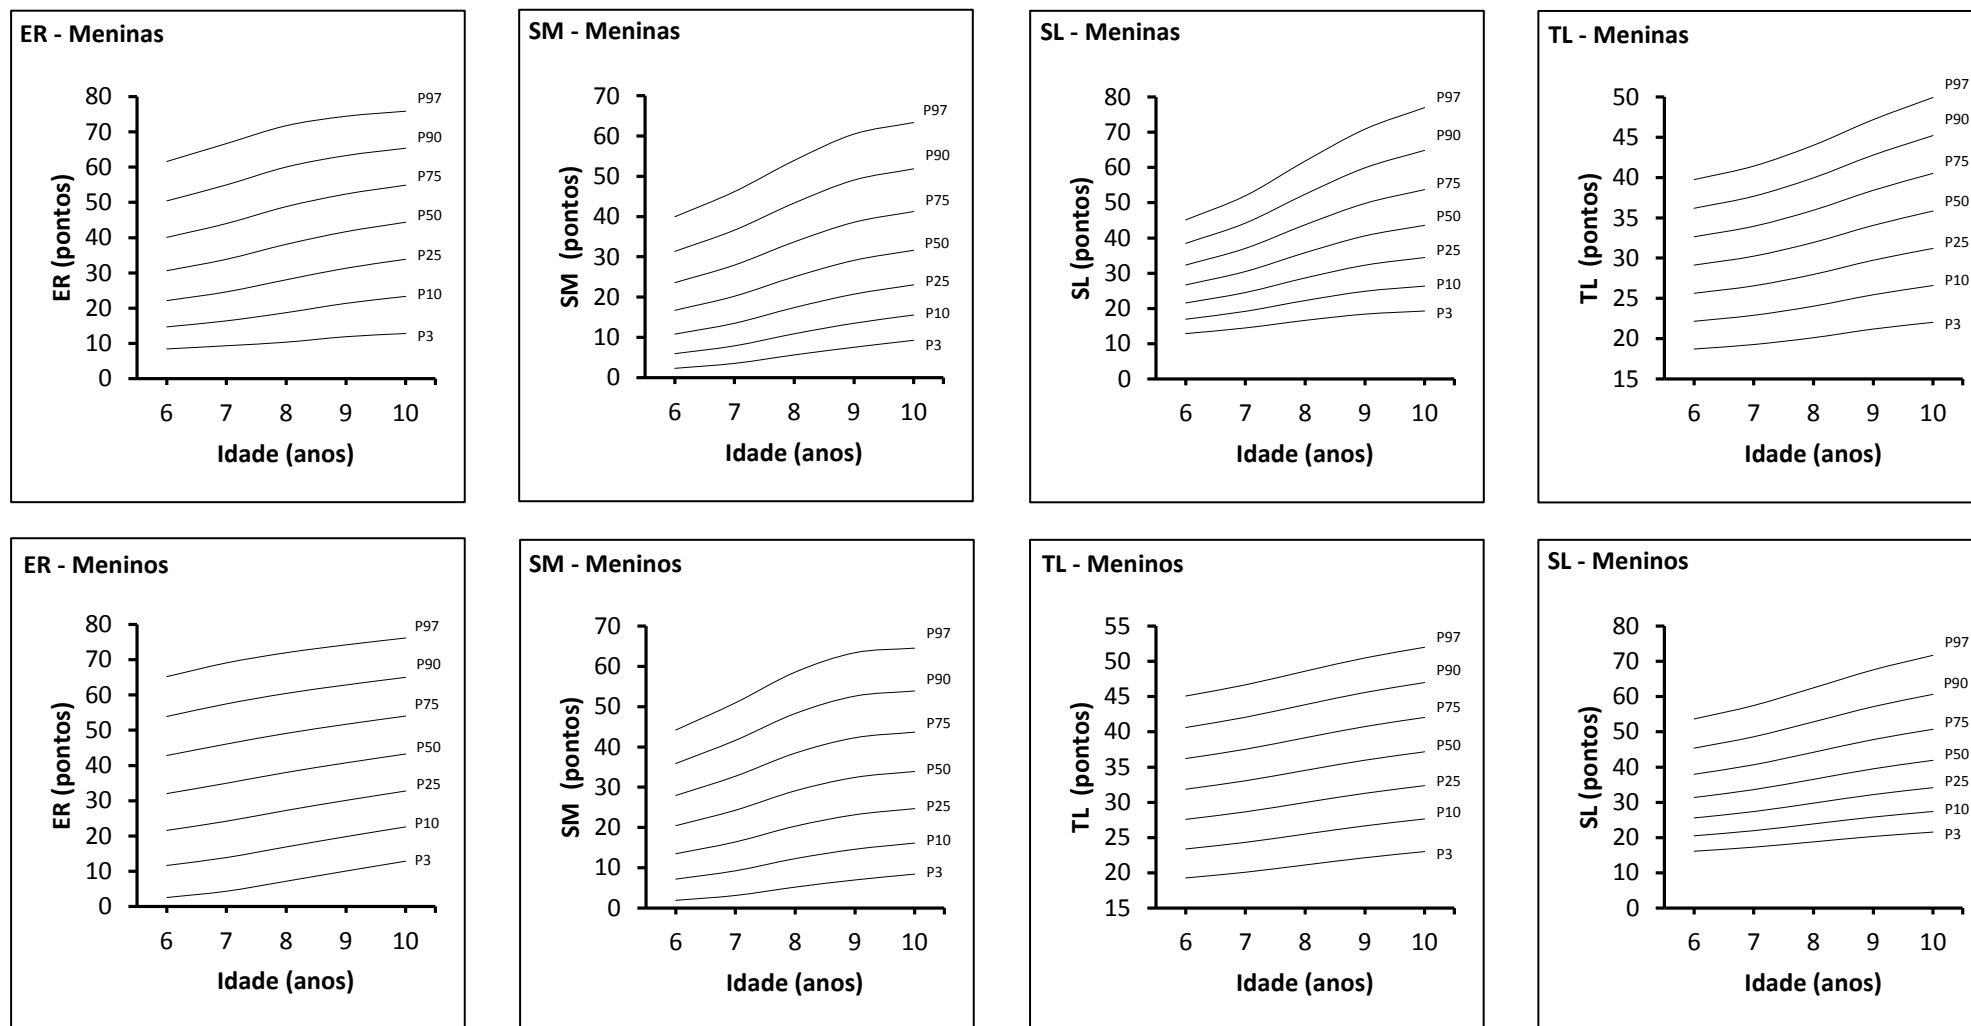 ER - Meninas
ER (pontos)
80
70
60
50
40
30
20
10
0
P97
P90
P75
P50
P25
P10
P3
6 7 8 9 10
Idade (anos)
SM - Meninas
SM (pontos)
70
60
50
40
30
20
10
0
P97
P90
P75
P50
P25
P10
P3
6 7 8 9 10
Idade (anos)
SL - Meninas
SL (pontos)
80
70
60
50
40
30
20
10
0
P97
P90
P75
P50
P25
P10
P3
6 7 8 9 10
Idade (anos)
TL - Meninas
TL (pontos)
50
45
40
35
30
25
20
15
P97
P90
P75
P50
P25
P10
P3
6 7 8 9 10
Idade (anos)
ER - Meninos
ER (pontos)
80
70
60
50
40
30
20
10
0
P97
P90
P75
P50
P25
P10
P3
6 7 8 9 10
Idade (anos)
SM - Meninos
SM (pontos)
70
60
50
40
30
20
10
0
P97
P90
P75
P50
P25
P10
P3
6 7 8 9 10
Idade (anos)
TL - Meninos
TL (pontos)
55
50
45
40
35
30
25
20
15
P97
P90
P75
P50
P25
P10
P3
6 7 8 9 10
Idade (anos)
SL - Meninos
SL (pontos)
80
70
60
50
40
30
20
10
0
P97
P90
P75
P50
P25
P10
P3
6 7 8 9 10
Idade (anos)